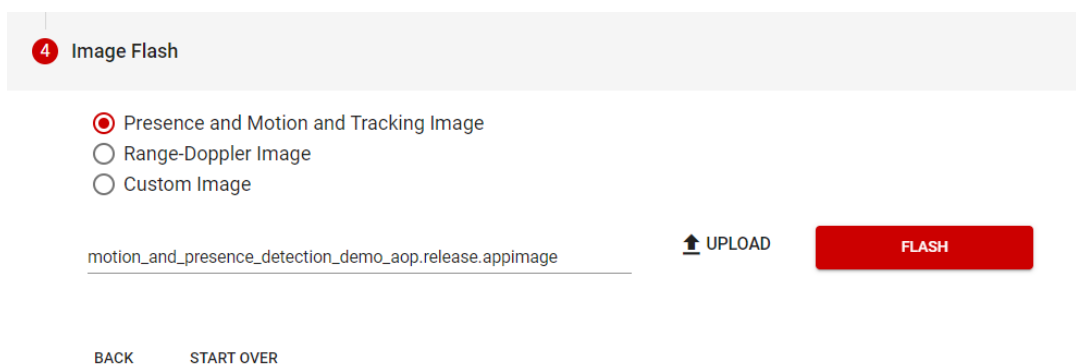 4 Image Flash
Presence and Motion and Tracking Image
Range-Doppler Image
Custom Image
motion_and_presence_detection_demo_aop.release.appimage
UPLOAD
FLASH
BACK START OVER